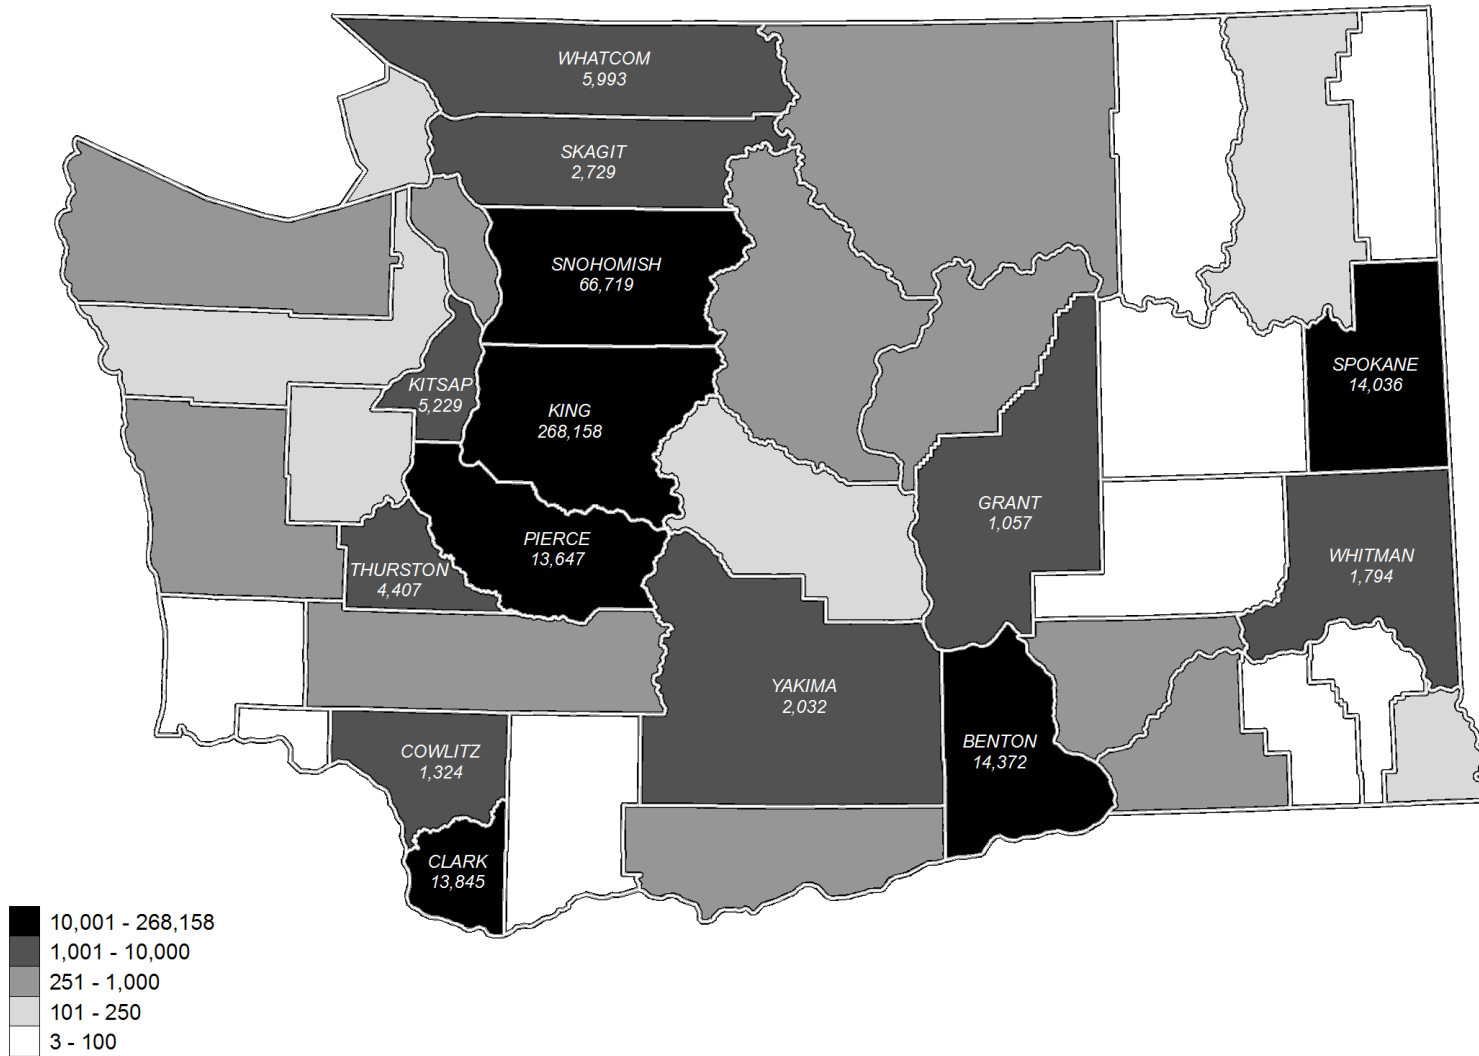 WHATCOM
5,993
SKAGIT
2,729
SNOHOMISH
66,719
KITSAP
5,229
KING
268,158
SPOKANE
14,036
GRANT
1,057
PIERCE
13,647
THURSTON
4,407
WHITMAN
1,794
YAKIMA
2,032
BENTON
14,372
COWLITZ
1,324
CLARK
13,845
10,001 - 268,158
1,001 - 10,000
251 - 1,000
101 - 250
3 - 100